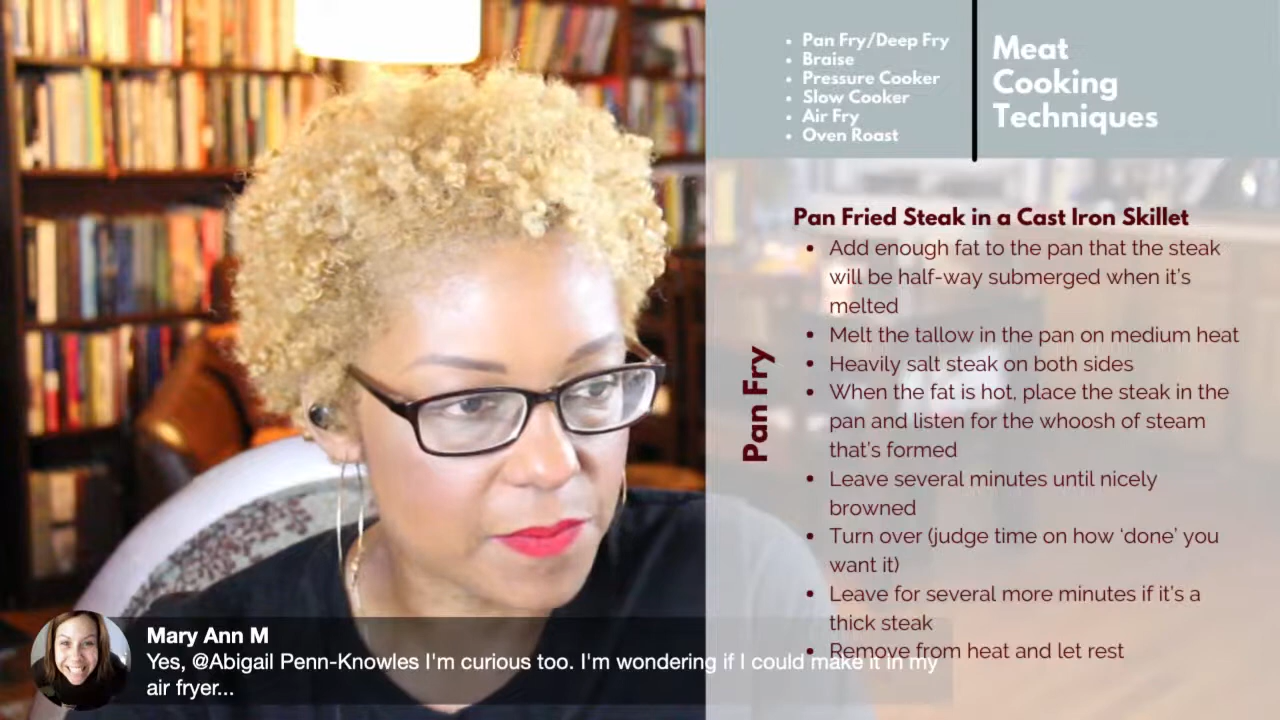 • Pan Fry/Deep Fry
• Braise
• Pressure Cooker
• Slow Cooker
• Air Fry
• Oven Roast
Meat
Cooking
Techniques
Pan Fry
Pan Fried Steak in a Cast Iron Skillet
• Add enough fat to the pan that the steak
will be half-way submerged when it's
melted
• Melt the tallow in the pan on medium heat
• Heavily salt steak on both sides
• When the fat is hot, place the steak in the
pan and listen for the whoosh of steam
that's formed
• Leave several minutes until nicely
browned
• Turn over (judge time on how ‘done’ you
want it)
• Leave for several more minutes if it's a
thick steak
• Remove from heat and let rest
Mary Ann M
Yes, @Abigail Penn-Knowles I'm curious too. I'm wondering if I could make it in my
air fryer...